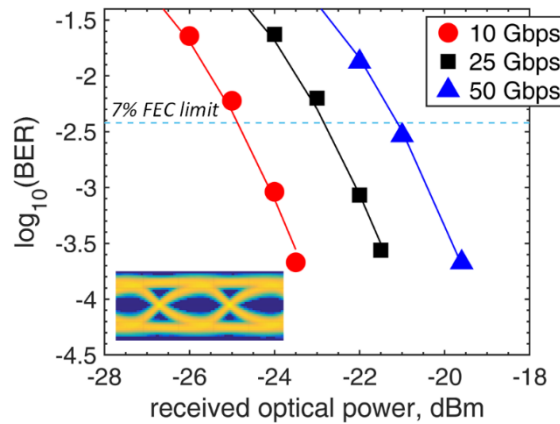 -1.5
-2
-2.5
-3
-3.5
-4
-4.5
log10(BER)
7% FEC limit
10 Gbps
25 Gbps
50 Gbps
-28 -26 -24 -22 -20 -18
received optical power, dBm